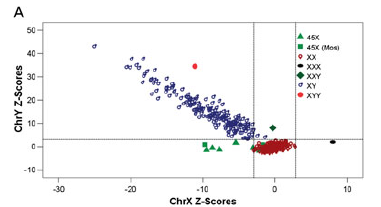 A
ChrY Z-Scores
50
40
30
20
10
0
-10
-30
-20
-10
0
10
ChrX Z-Scores
45X
45X (Mos)
XX
XXX
XXY
XY
XYY